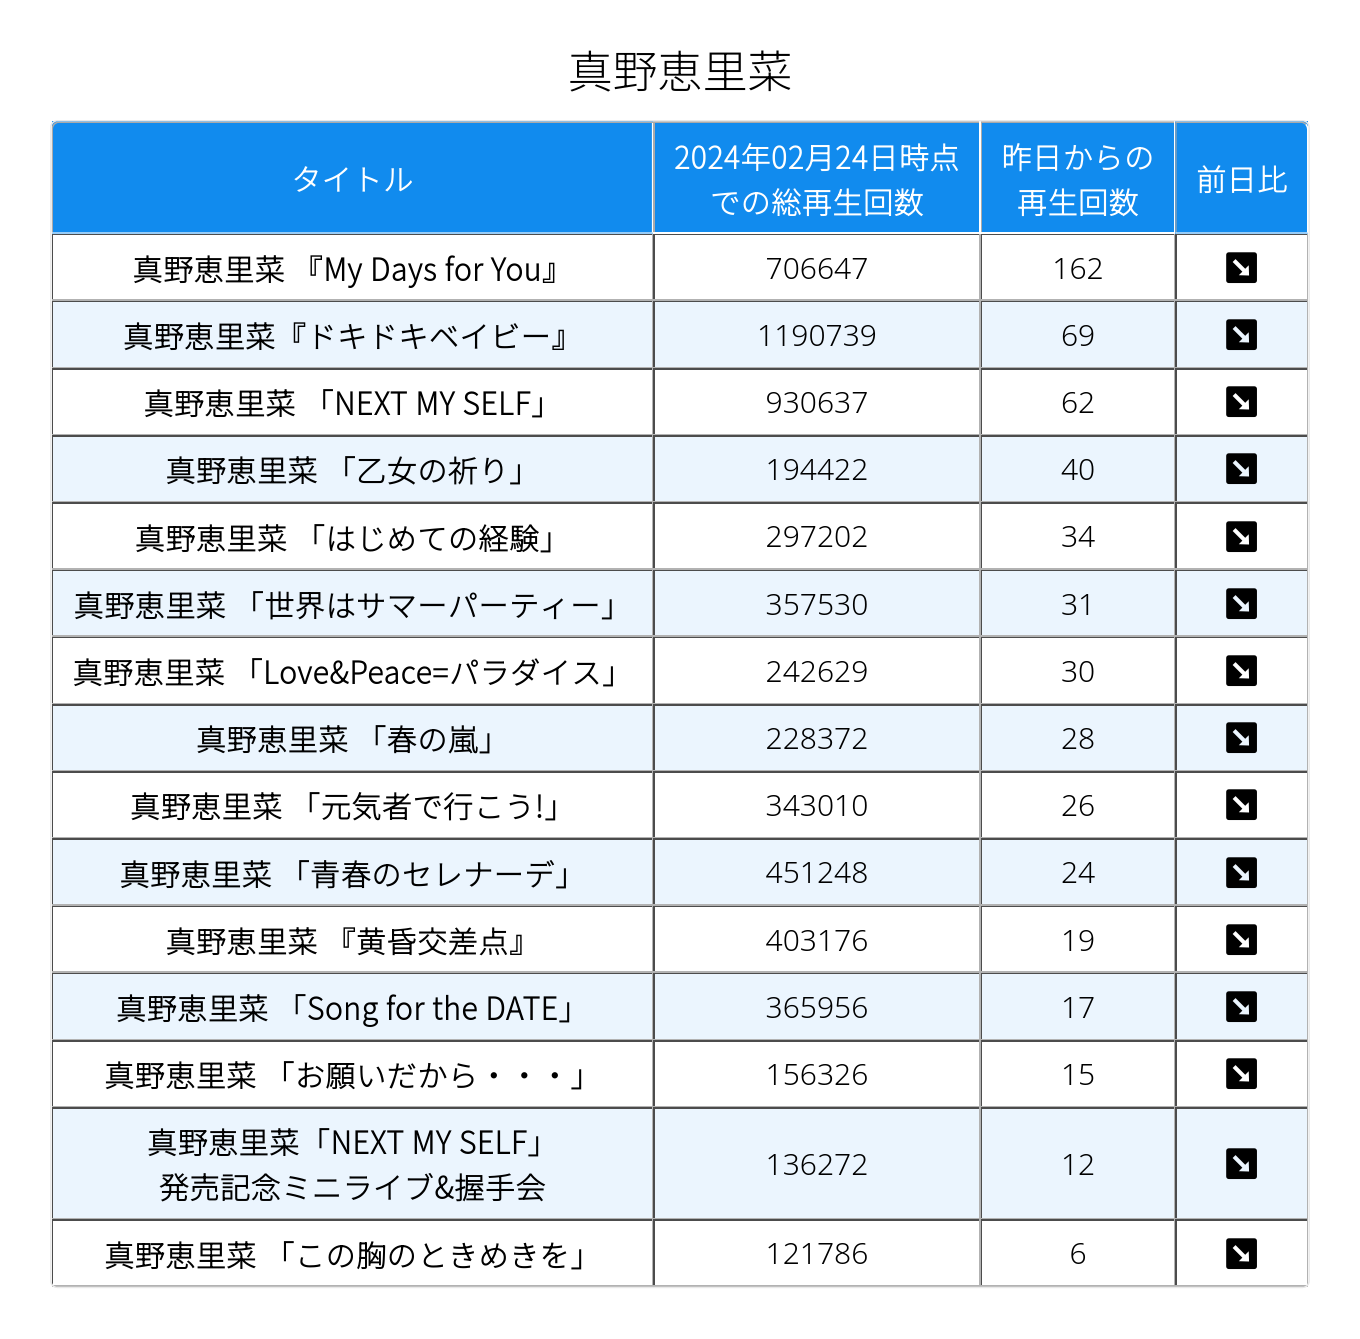 真野恵里菜
タイトル
2024年02月24日時点
での総再生回数
昨日からの
再生回数
前日比
真野恵里菜 『My Days for You』 706647 162 ↘
真野恵里菜『ドキドキベイビー』 1190739 69 ↘
真野恵里菜 「NEXT MY SELF」 930637 62 ↘
真野恵里菜 「乙女の祈り」 194422 40 ↘
真野恵里菜 「はじめての経験」 297202 34 ↘
真野恵里菜 「世界はサマーパーティー」 357530 31 ↘
真野恵里菜 「Love&Peace=パラダイス」 242629 30 ↘
真野恵里菜 「春の嵐」 228372 28 ↘
真野恵里菜 「元気者で行こう!」 343010 26 ↘
真野恵里菜 「青春のセレナーデ」 451248 24 ↘
真野恵里菜 『黄昏交差点』 403176 19 ↘
真野恵里菜 「Song for the DATE」 365956 17 ↘
真野恵里菜 「お願いだから・・・」 156326 15 ↘
真野恵里菜「NEXT MY SELF」
発売記念ミニライブ&握手会 136272 12 ↘
真野恵里菜 「この胸のときめきを」 121786 6 ↘